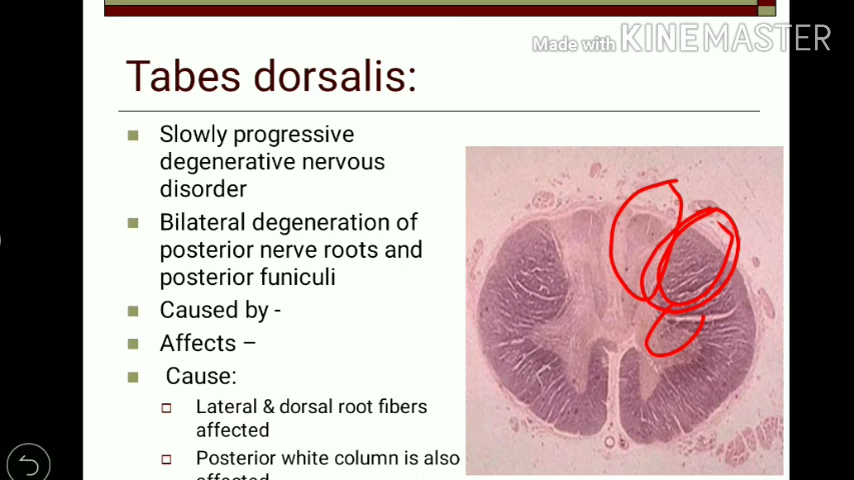 Made with KINEMASTER
Tabes dorsalis:
Slowly progressive
degenerative nervous
disorder
Bilateral degeneration of
posterior nerve roots and
posterior funiculi
Caused by -
Affects –
Cause:
Lateral & dorsal root fibers
affected
Posterior white column is also
affected